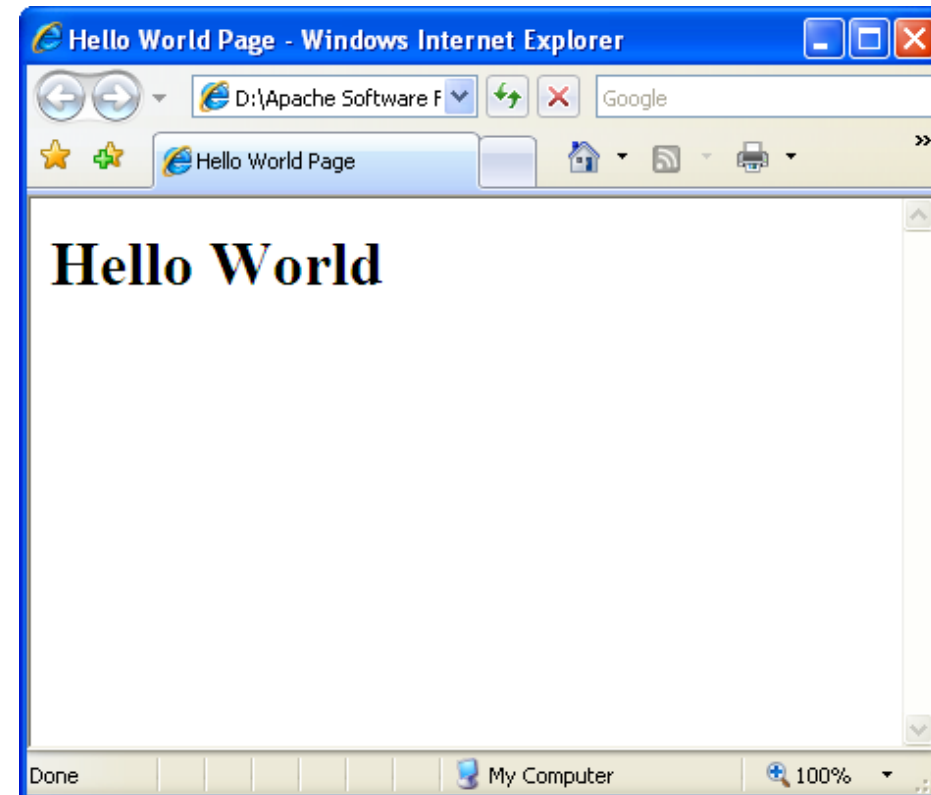 Hello World Page - Windows Internet Explorer
D:\Apache Software F Google
Hello World Page
Hello World
Done My Computer 100%